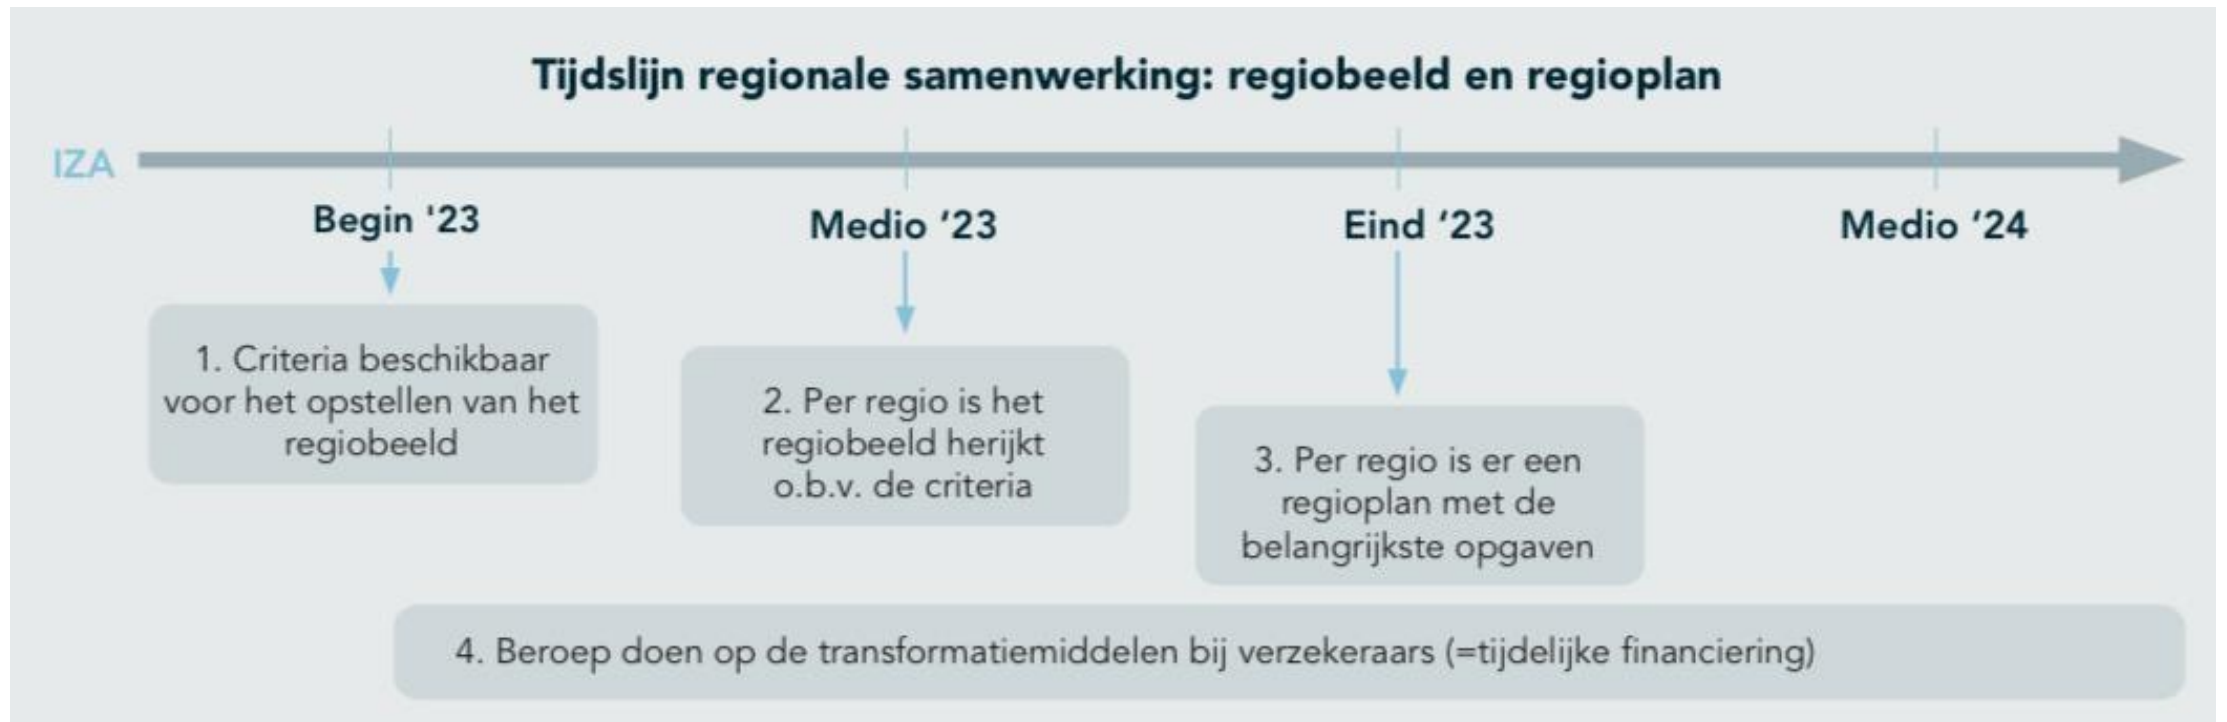 Tijdslijn regionale samenwerking: regiobeeld en regioplan
IZA
Begin '23
Medio ‘23
Eind ‘23
Medio ‘24
1. Criteria beschikbaar
voor het opstellen van het
regiobeeld
2. Per regio is het
regiobeeld herijkt
o.b.v. de criteria
3. Per regio is er een
regioplan met de
belangrijkste opgaven
4. Beroep doen op de transformatiemiddelen bij verzekeraars (=tijdelijke financiering)